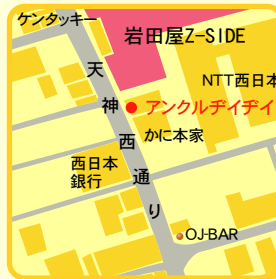 ケンタッキー
岩田屋Z-SIDE
NTT西日本
アンクルヂイヂイ
かに本家
天神西通り
西日本
銀行
OJ-BAR